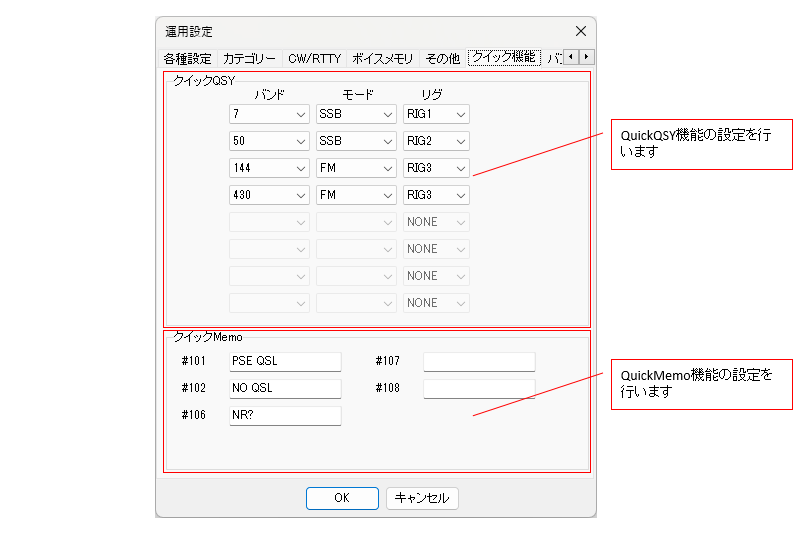 運用設定
各種設定 カテゴリー CW/RTTY ボイスメモリ その他 クイック機能
クイックQSY
バンド モード リグ
7 SSB RIG1
50 SSB RIG2
144 FM RIG3
430 FM RIG3
NONE
NONE
NONE
NONE
QuickQSY機能の設定を行
います
クイックMemo
#101 PSE QSL #107
#102 NO QSL #108
#106 NR?
QuickMemo機能の設定を
行います
OK キャンセル